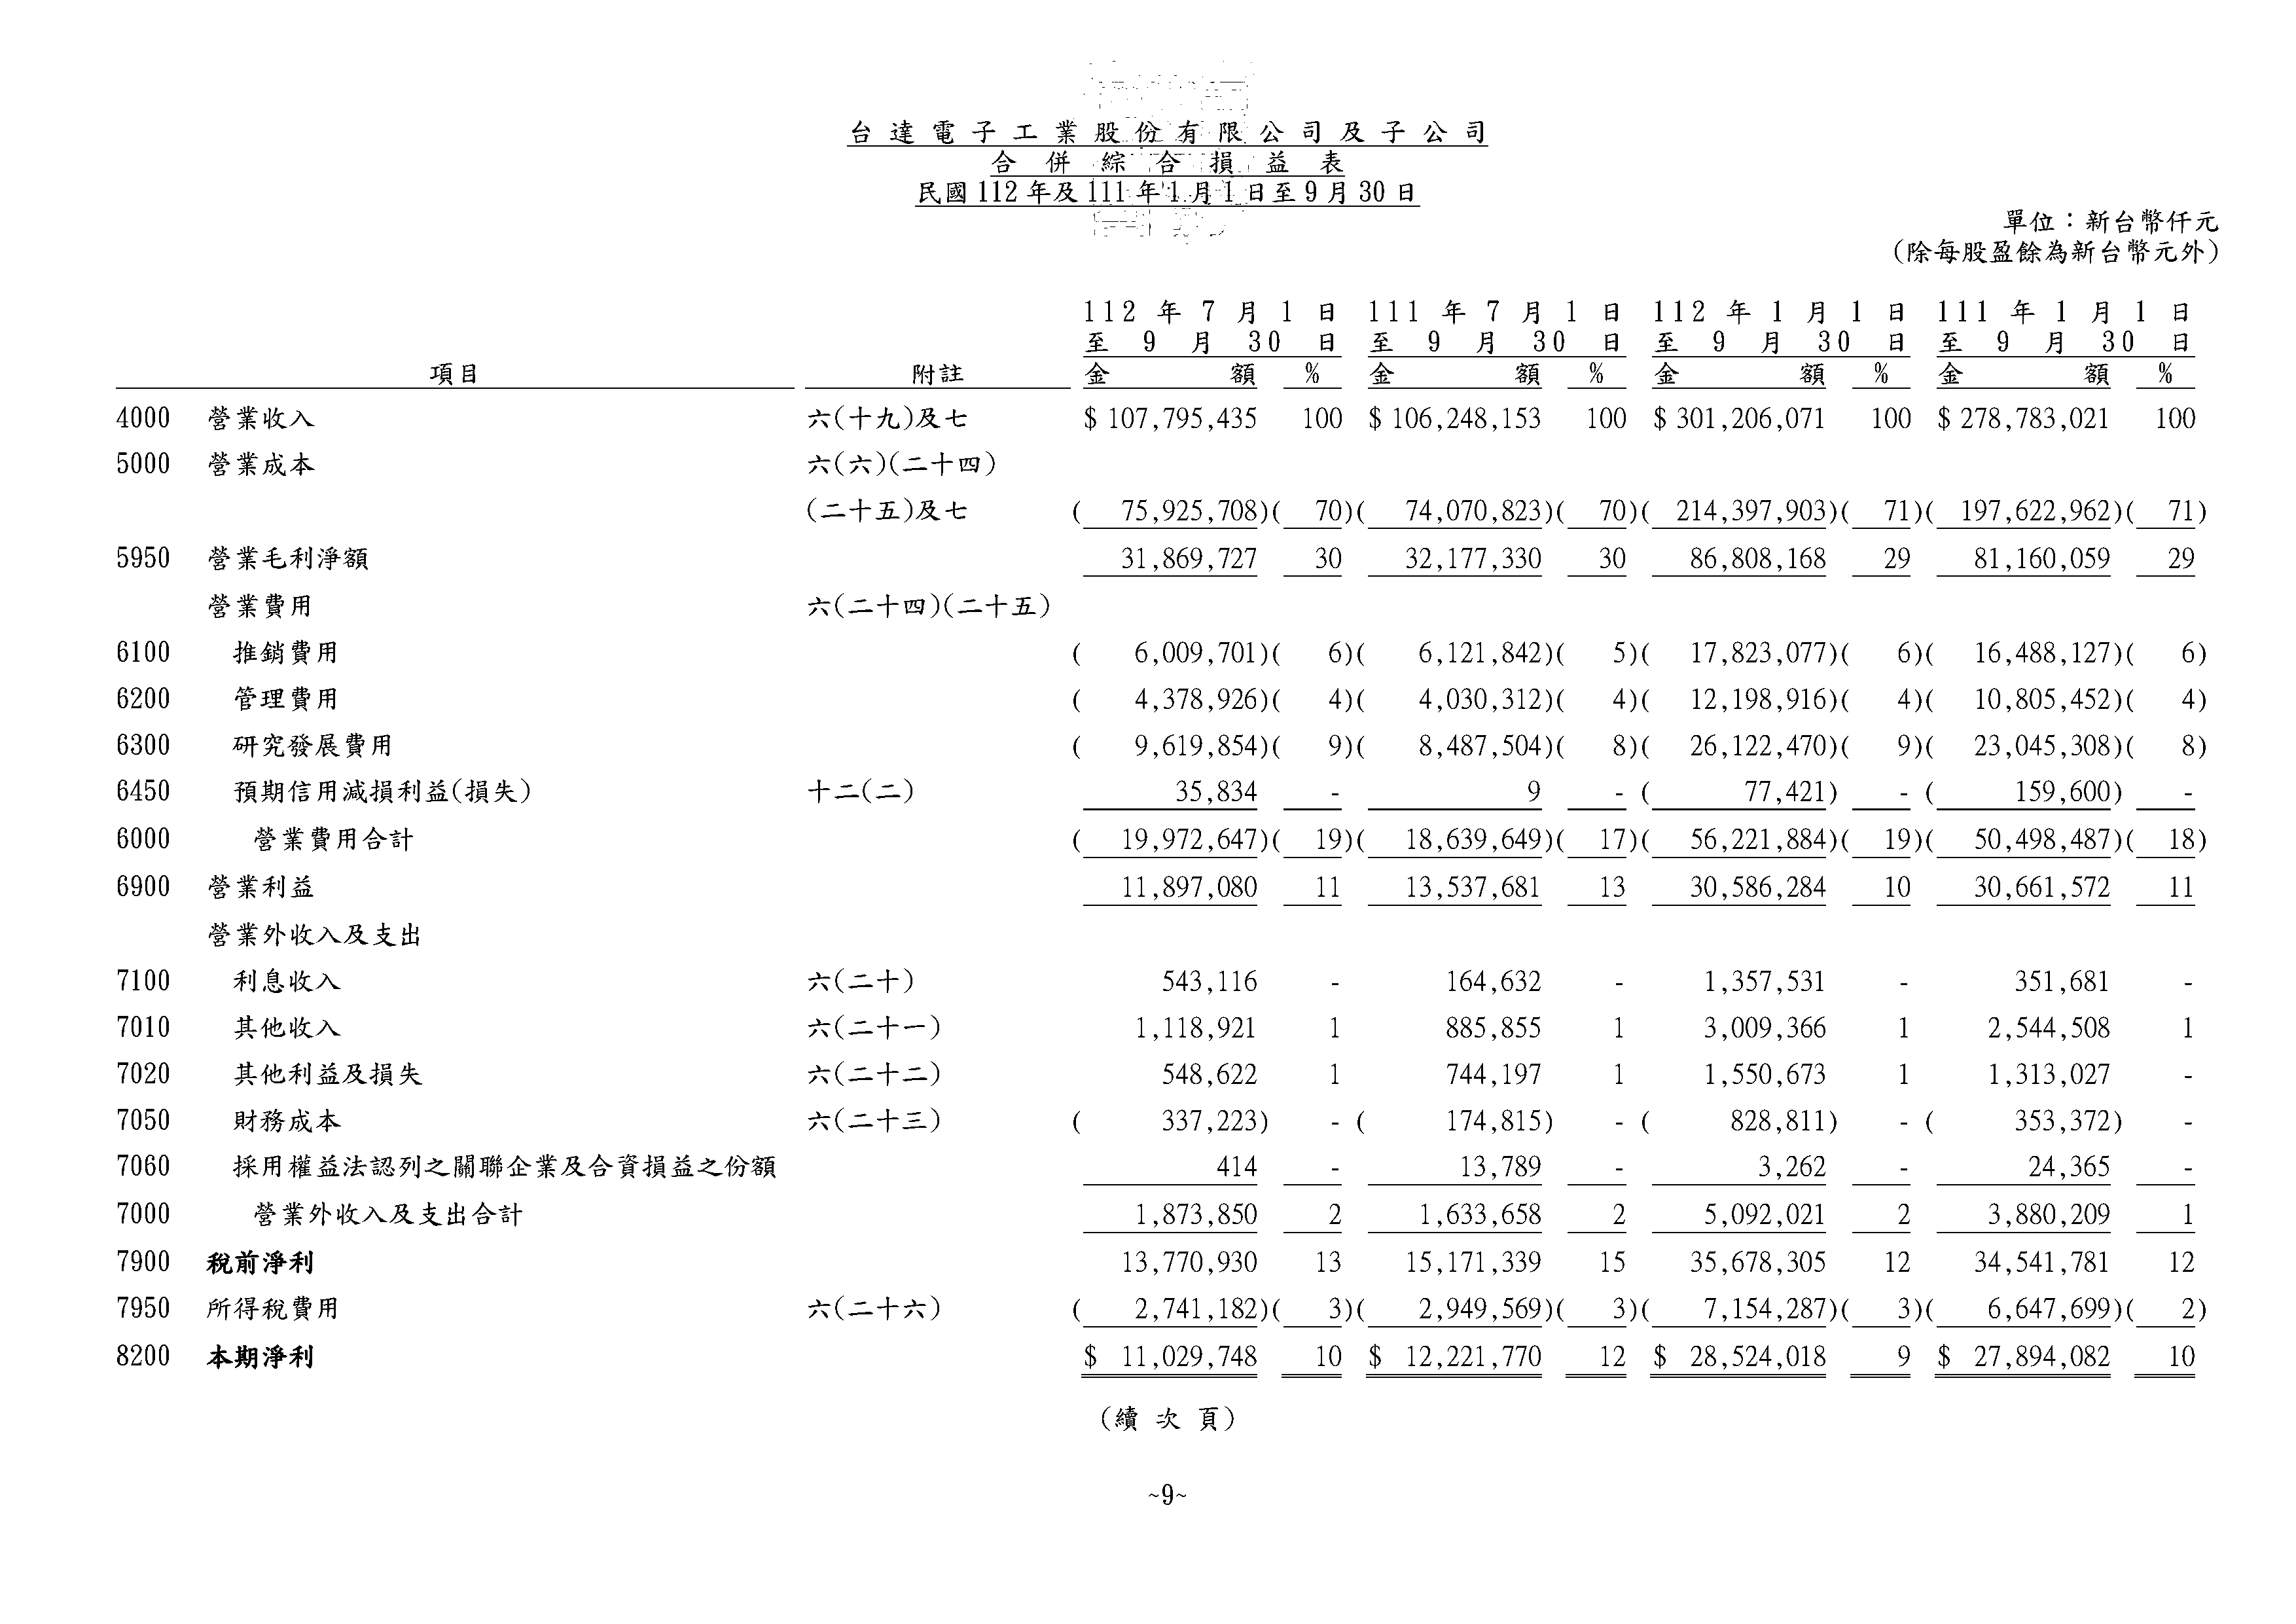 台達電子工業股份有限公司及子公司
合併綜合損益表
民國112年及111年1月1日至9月30日
單位：新台幣仟元
(除每股盈餘為新台幣元外)
112 年 7 月 1 日 111 年 7 月 1 日 112 年 1 月 1 日 111 年 1 月 1 日
至 9 月 30 日 至 9 月 30 日 至 9 月 30 日 至 9 月 30 日
項目 附註 金額 % 金額 % 金額 % 金額 %
4000 營業收入 六(十九)及七 $ 107,795,435 100 $ 106,248,153 100 $ 301,206,071 100 $ 278,783,021 100
5000 營業成本 六(六)(二十四)
(二十五)及七 ( 75,925,708)( 70)( 74,070,823)( 70)( 214,397,903)( 71)( 197,622,962)( 71)
5950 營業毛利淨額 31,869,727 30 32,177,330 30 86,808,168 29 81,160,059 29
營業費用 六(二十四)(二十五)
6100 推銷費用 ( 6,009,701)( 6)( 6,121,842)( 5)( 17,823,077)( 6)( 16,488,127)( 6)
6200 管理費用 ( 4,378,926)( 4)( 4,030,312)( 4)( 12,198,916)( 4)( 10,805,452)( 4)
6300 研究發展費用 ( 9,619,854)( 9)( 8,487,504)( 8)( 26,122,470)( 9)( 23,045,308)( 8)
6450 預期信用減損利益(損失) 十二(二) 35,834 - 9 - ( 77,421) - ( 159,600) -
6000 營業費用合計 ( 19,972,647)( 19)( 18,639,649)( 17)( 56,221,884)( 19)( 50,498,487)( 18)
6900 營業利益 11,897,080 11 13,537,681 13 30,586,284 10 30,661,572 11
營業外收入及支出
7100 利息收入 六(二十) 543,116 - 164,632 - 1,357,531 - 351,681 -
7010 其他收入 六(二十一) 1,118,921 1 885,855 1 3,009,366 1 2,544,508 1
7020 其他利益及損失 六(二十二) 548,622 1 744,197 1 1,550,673 1 1,313,027 -
7050 財務成本 六(二十三) ( 337,223) - ( 174,815) - ( 828,811) - ( 353,372) -
7060 採用權益法認列之關聯企業及合資損益之份額 414 - 13,789 - 3,262 - 24,365 -
7000 營業外收入及支出合計 1,873,850 2 1,633,658 2 5,092,021 2 3,880,209 1
7900 稅前淨利 13,770,930 13 15,171,339 15 35,678,305 12 34,541,781 12
7950 所得稅費用 六(二十六) ( 2,741,182)( 3)( 2,949,569)( 3)( 7,154,287)( 3)( 6,647,699)( 2)
8200 本期淨利 $ 11,029,748 10 $ 12,221,770 12 $ 28,524,018 9 $ 27,894,082 10
(續次頁)
~9~